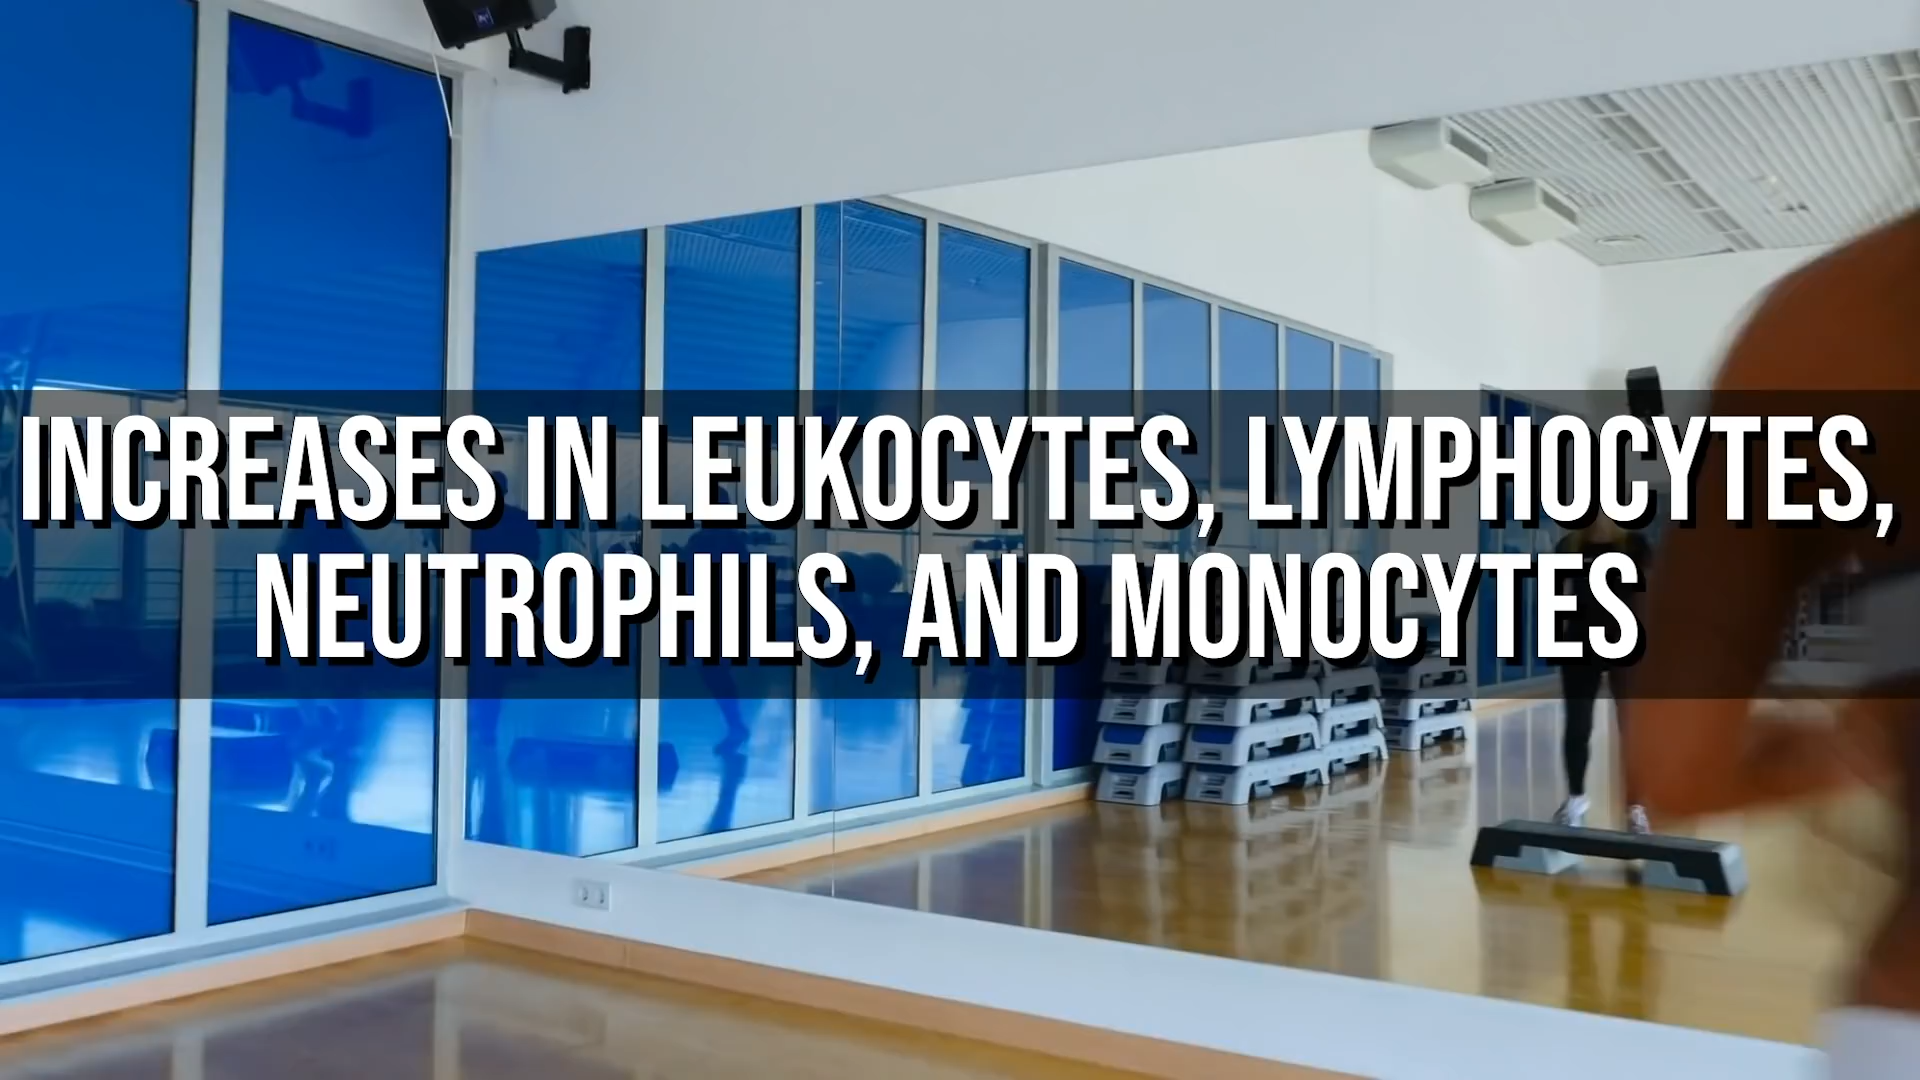 INCREASES IN LEUKOCYTES, LYMPHOCYTES,
NEUTROPHILS, AND MONOCYTES